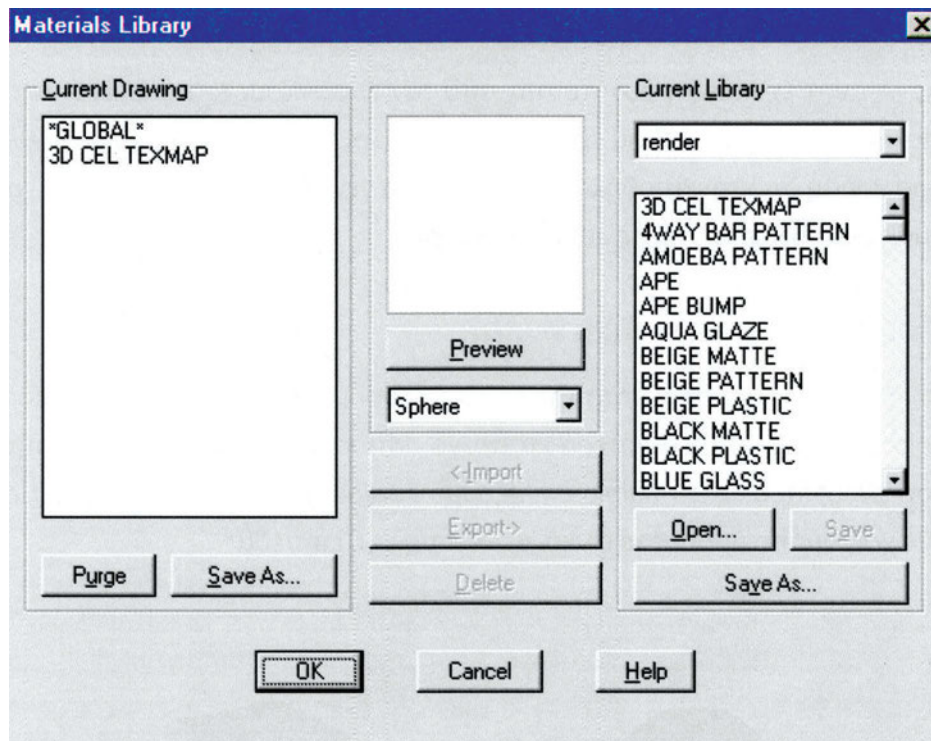 Materials Library
Current Drawing
*GLOBAL*
3D CEL TEXMAP
Purge
Save As...
Preview
Sphere
<-Import
Export->
Delete
Current Library
render
3D CEL TEXMAP
4WAY BAR PATTERN
AMOEBA PATTERN
APE
APE BUMP
AQUA GLAZE
BEIGE MATTE
BEIGE PATTERN
BEIGE PLASTIC
BLACK MATTE
BLACK PLASTIC
BLUE GLASS
Open...
Save
Save As...
OK
Cancel
Help